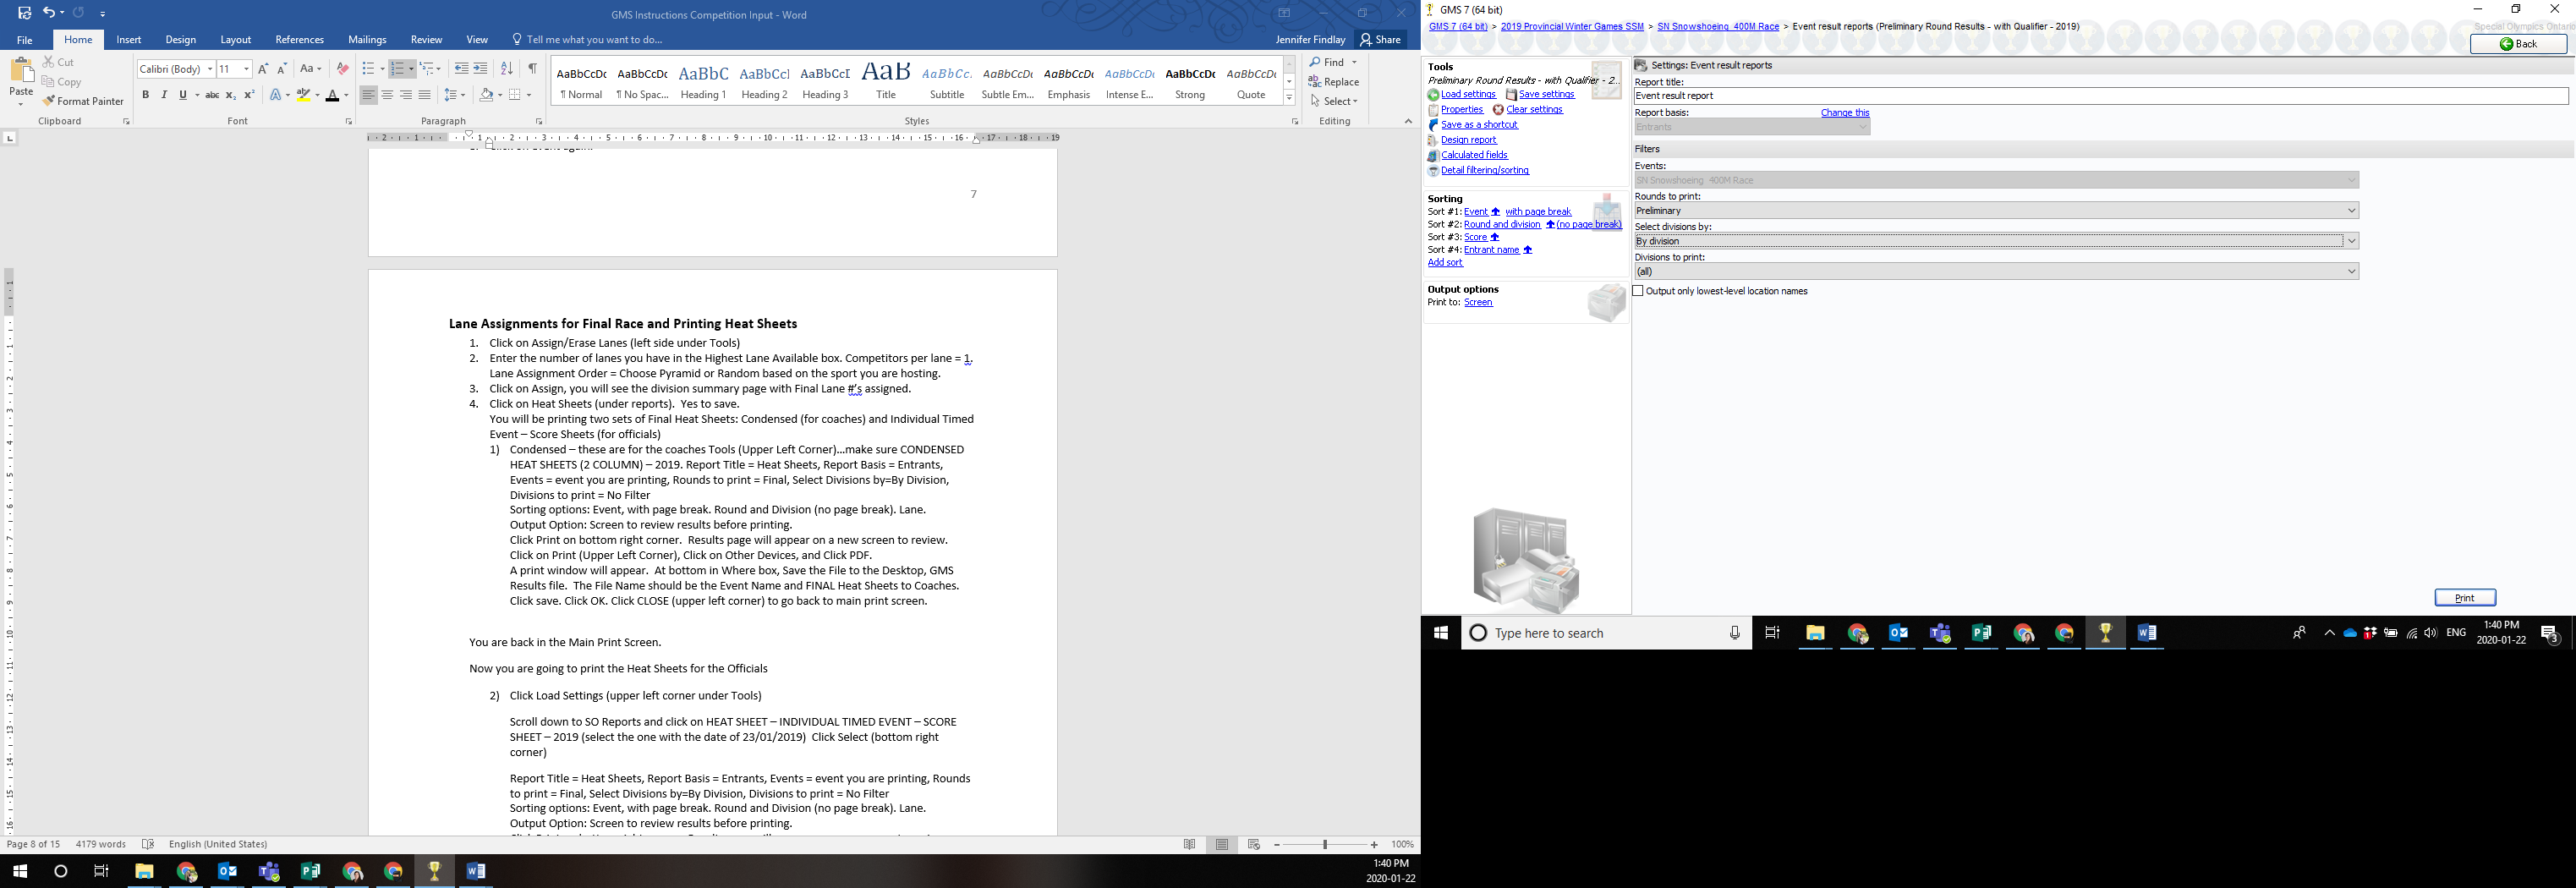 GMS Instructions Competition Input - Word
File Home Insert Design Layout References Mailings Review View Tell me what you want to do...
Jennifer Findlay Share
Paste Cut
Copy
Format Painter
Clipboard
Calibri (Body) 11
Font
Paragraph
AaBbCcDc AaBbCcDc AaBbC AaBbCcI AaBbCcI AaB AaBbCc. AaBbCcDc AaBbCcDc AaBbCcDc AaBbCcDc AaBbCcDc
¶ Normal ¶ No Spac... Heading 1 Heading 2 Heading 3 Title Subtitle Subtle Em... Emphasis Intense E... Strong Quote
Styles
Find
Replace
Select
Editing
7
Lane Assignments for Final Race and Printing Heat Sheets
1. Click on Assign/Erase Lanes (left side under Tools)
2. Enter the number of lanes you have in the Highest Lane Available box. Competitors per lane = 1.
Lane Assignment Order = Choose Pyramid or Random based on the sport you are hosting.
3. Click on Assign, you will see the division summary page with Final Lane #'s assigned.
4. Click on Heat Sheets (under reports). Yes to save.
You will be printing two sets of Final Heat Sheets: Condensed (for coaches) and Individual Timed
Event – Score Sheets (for officials)
1) Condensed – these are for the coaches Tools (Upper Left Corner)...make sure CONDENSED
HEAT SHEETS (2 COLUMN) – 2019. Report Title = Heat Sheets, Report Basis = Entrants,
Events = event you are printing, Rounds to print = Final, Select Divisions by=By Division,
Divisions to print = No Filter
Sorting options: Event, with page break. Round and Division (no page break). Lane.
Output Option: Screen to review results before printing.
Click Print on bottom right corner. Results page will appear on a new screen to review.
Click on Print (Upper Left Corner), Click on Other Devices, and Click PDF.
A print window will appear. At bottom in Where box, Save the File to the Desktop, GMS
Results file. The File Name should be the Event Name and FINAL Heat Sheets to Coaches.
Click save. Click OK. Click CLOSE (upper left corner) to go back to main print screen.
You are back in the Main Print Screen.
Now you are going to print the Heat Sheets for the Officials
2) Click Load Settings (upper left corner under Tools)
Scroll down to SO Reports and click on HEAT SHEET – INDIVIDUAL TIMED EVENT – SCORE
SHEET – 2019 (select the one with the date of 23/01/2019) Click Select (bottom right
corner)
Report Title = Heat Sheets, Report Basis = Entrants, Events = event you are printing, Rounds
to print = Final, Select Divisions by=By Division, Divisions to print = No Filter
Sorting options: Event, with page break. Round and Division (no page break). Lane.
Output Option: Screen to review results before printing.
Page 8 of 15 4179 words English (United States)
100%
1:40 PM
2020-01-22
GMS 7 (64 bit)
GMS 7 (64 bit) > 2019 Provincial Winter Games SSM > SN Snowshoeing 400M Race > Event result reports (Preliminary Round Results - with Qualifier - 2019)
Special Olympics Ontario
Back
Tools
Preliminary Round Results - with Qualifier - 2...
Load settings Save settings
Properties Clear settings
Save as a shortcut
Design report
Calculated fields
Detail filtering/sorting
Sorting
Sort #1: Event with page break
Sort #2: Round and division (no page break)
Sort #3: Score
Sort #4: Entrant name
Add sort
Output options
Print to: Screen
Settings: Event result reports
Report title:
Event result report
Report basis: Change this
Entrants
Filters
Events:
SN Snowshoeing 400M Race
Rounds to print:
Preliminary
Select divisions by:
By division
Divisions to print:
(all)
Output only lowest-level location names
Print
Type here to search
ENG
1:40 PM
2020-01-22
3